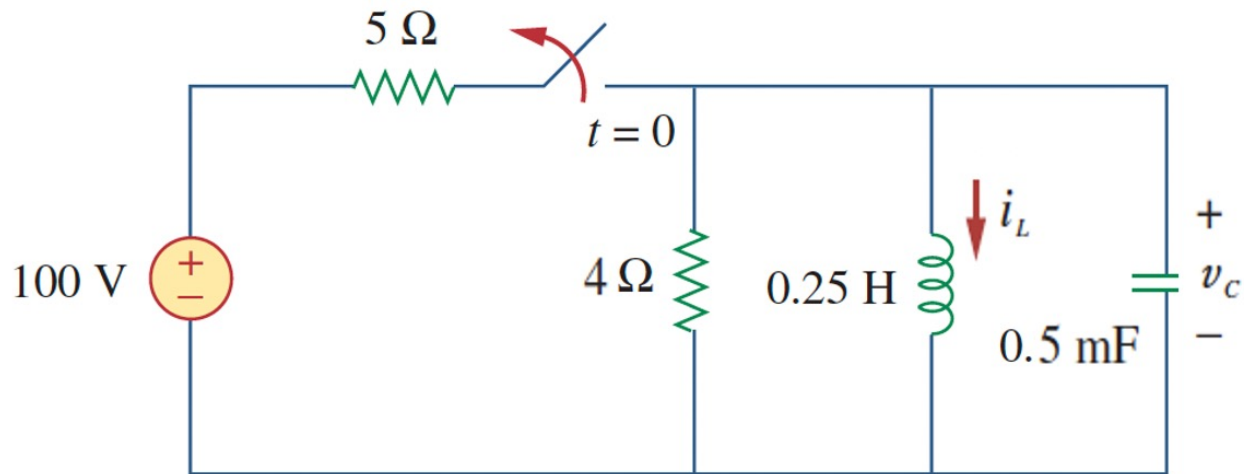 5 Ω
t = 0
+
i_L
+
100 V
−
4 Ω
0.25 H
v_C
0.5 mF
−